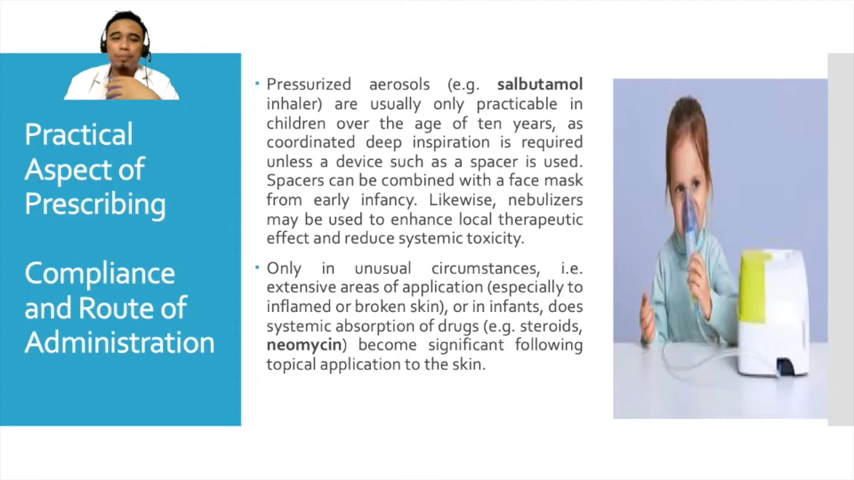 Practical
Aspect of
Prescribing
Compliance
and Route of
Administration
• Pressurized aerosols (e.g. salbutamol
inhaler) are usually only practicable in
children over the age of ten years, as
coordinated deep inspiration is required
unless a device such as a spacer is used.
Spacers can be combined with a face mask
from early infancy. Likewise, nebulizers
may be used to enhance local therapeutic
effect and reduce systemic toxicity.
• Only in unusual circumstances, i.e.
extensive areas of application (especially to
inflamed or broken skin), or in infants, does
systemic absorption of drugs (e.g. steroids,
neomycin) become significant following
topical application to the skin.